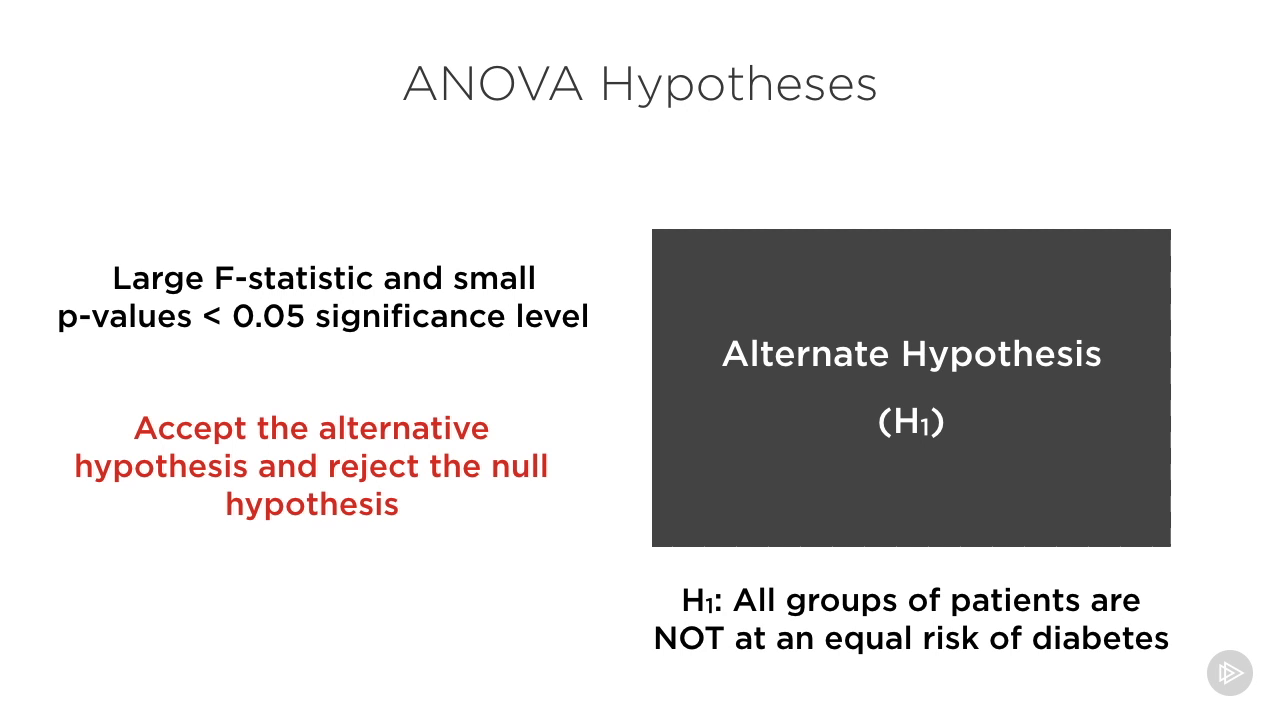 ANOVA Hypotheses
Large F-statistic and small
p-values < 0.05 significance level
Accept the alternative
hypothesis and reject the null
hypothesis
Alternate Hypothesis
(H₁)
H₁: All groups of patients are
NOT at an equal risk of diabetes